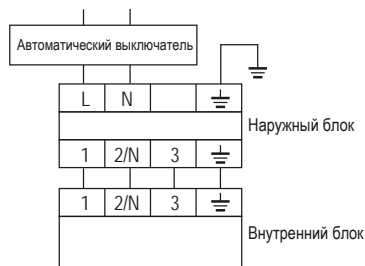 Автоматический выключатель
L N
Наружный блок
1 2/N 3
1 2/N 3
Внутренний блок